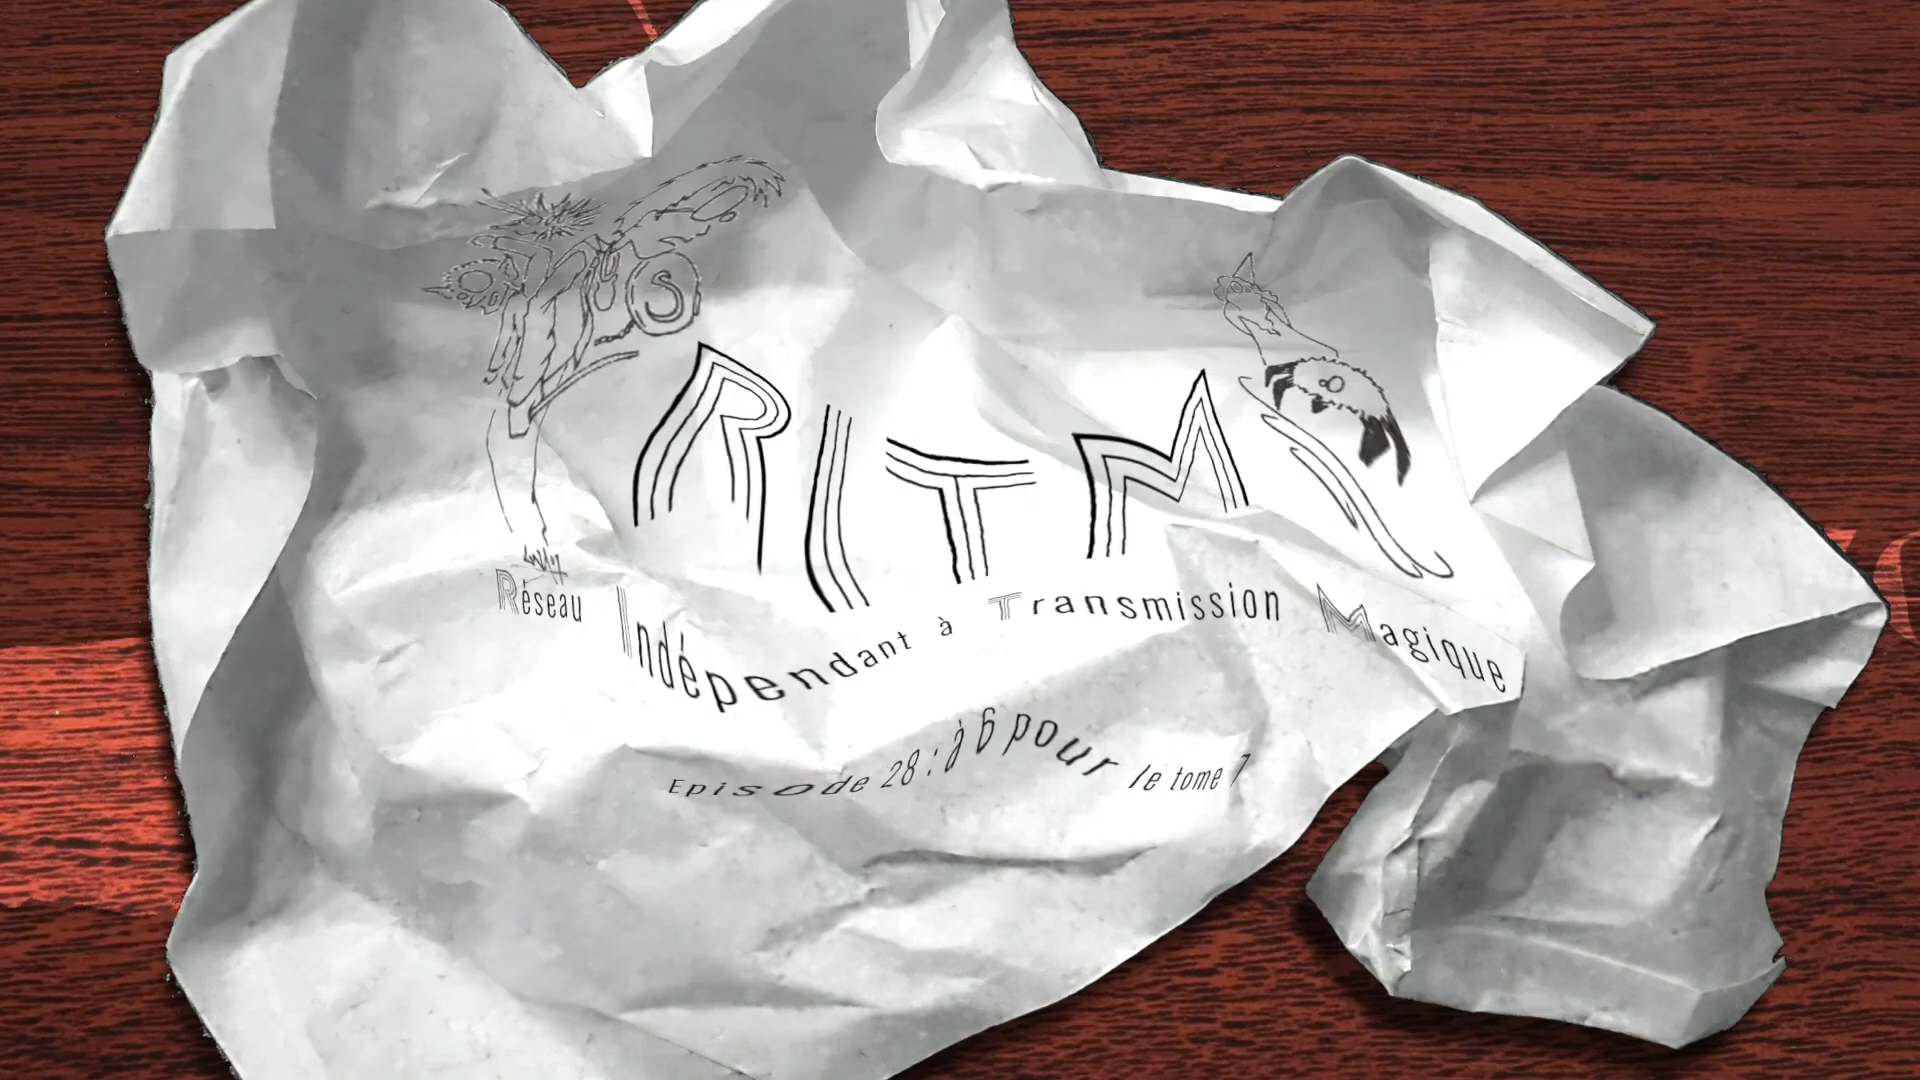 RITM
Réseau Indépendant à Transmission Magique
Episode 28 : à 6 pour le tome 7